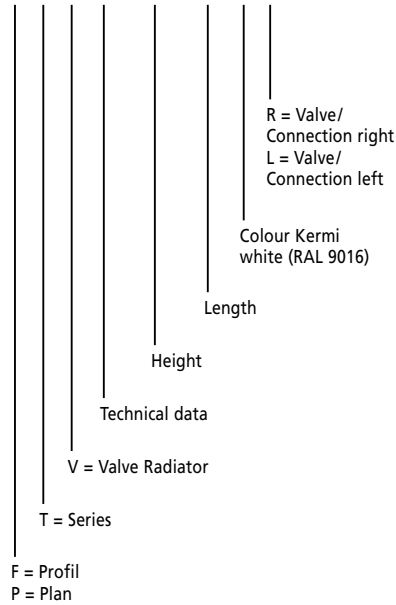 R = Valve/
Connection right
L = Valve/
Connection left
Colour Kermi
white (RAL 9016)
Length
Height
Technical data
V = Valve Radiator
T = Series
F = Profil
P = Plan